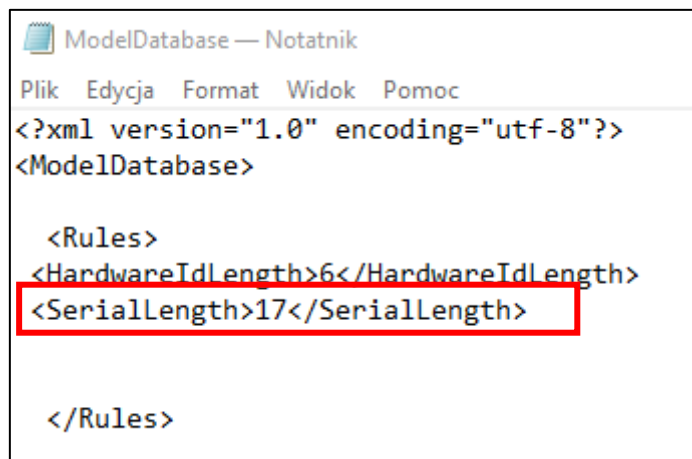 ModelDatabase — Notatnik
Plik Edycja Format Widok Pomoc
<?xml version="1.0" encoding="utf-8"?>
<ModelDatabase>
<Rules>
<HardwareIdLength>6</HardwareIdLength>
<SerialLength>17</SerialLength>
</Rules>